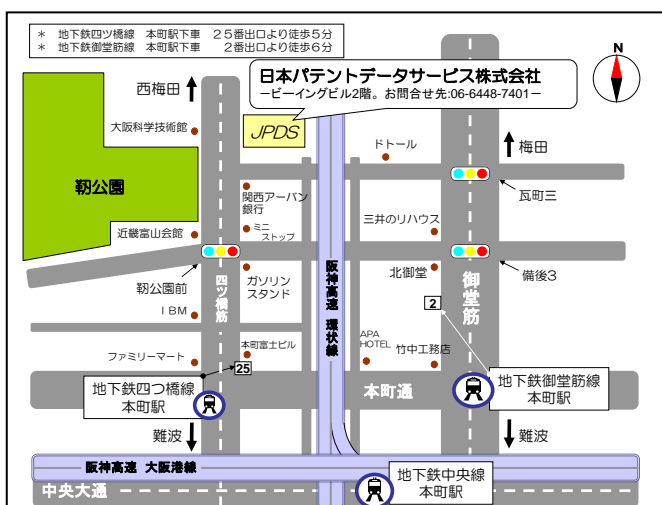 ＊ 地下鉄四ツ橋線 本町駅下車 ２５番出口より徒歩５分
＊ 地下鉄御堂筋線 本町駅下車 ２番出口より徒歩６分
N
日本パテントデータサービス株式会社
－ビーイングビル2階。お問合せ先:06-6448-7401－
西梅田
JPDS
大阪科学技術館
梅田
ドトール
靭公園
瓦町三
関西アーバン
銀行
三井のリハウス
ミニ
ストップ
近畿富山会館
靭公園前
四ツ橋筋
ガソリン
スタンド
阪神高速 環状線
北御堂
御堂筋
備後3
2
ＩＢＭ
本町富士ビル
APA
HOTEL
竹中工務店
ファミリーマート
25
地下鉄四つ橋線
本町駅
本町通
地下鉄御堂筋線
本町駅
難波
難波
阪神高速 大阪港線
地下鉄中央線
本町駅
中央大通